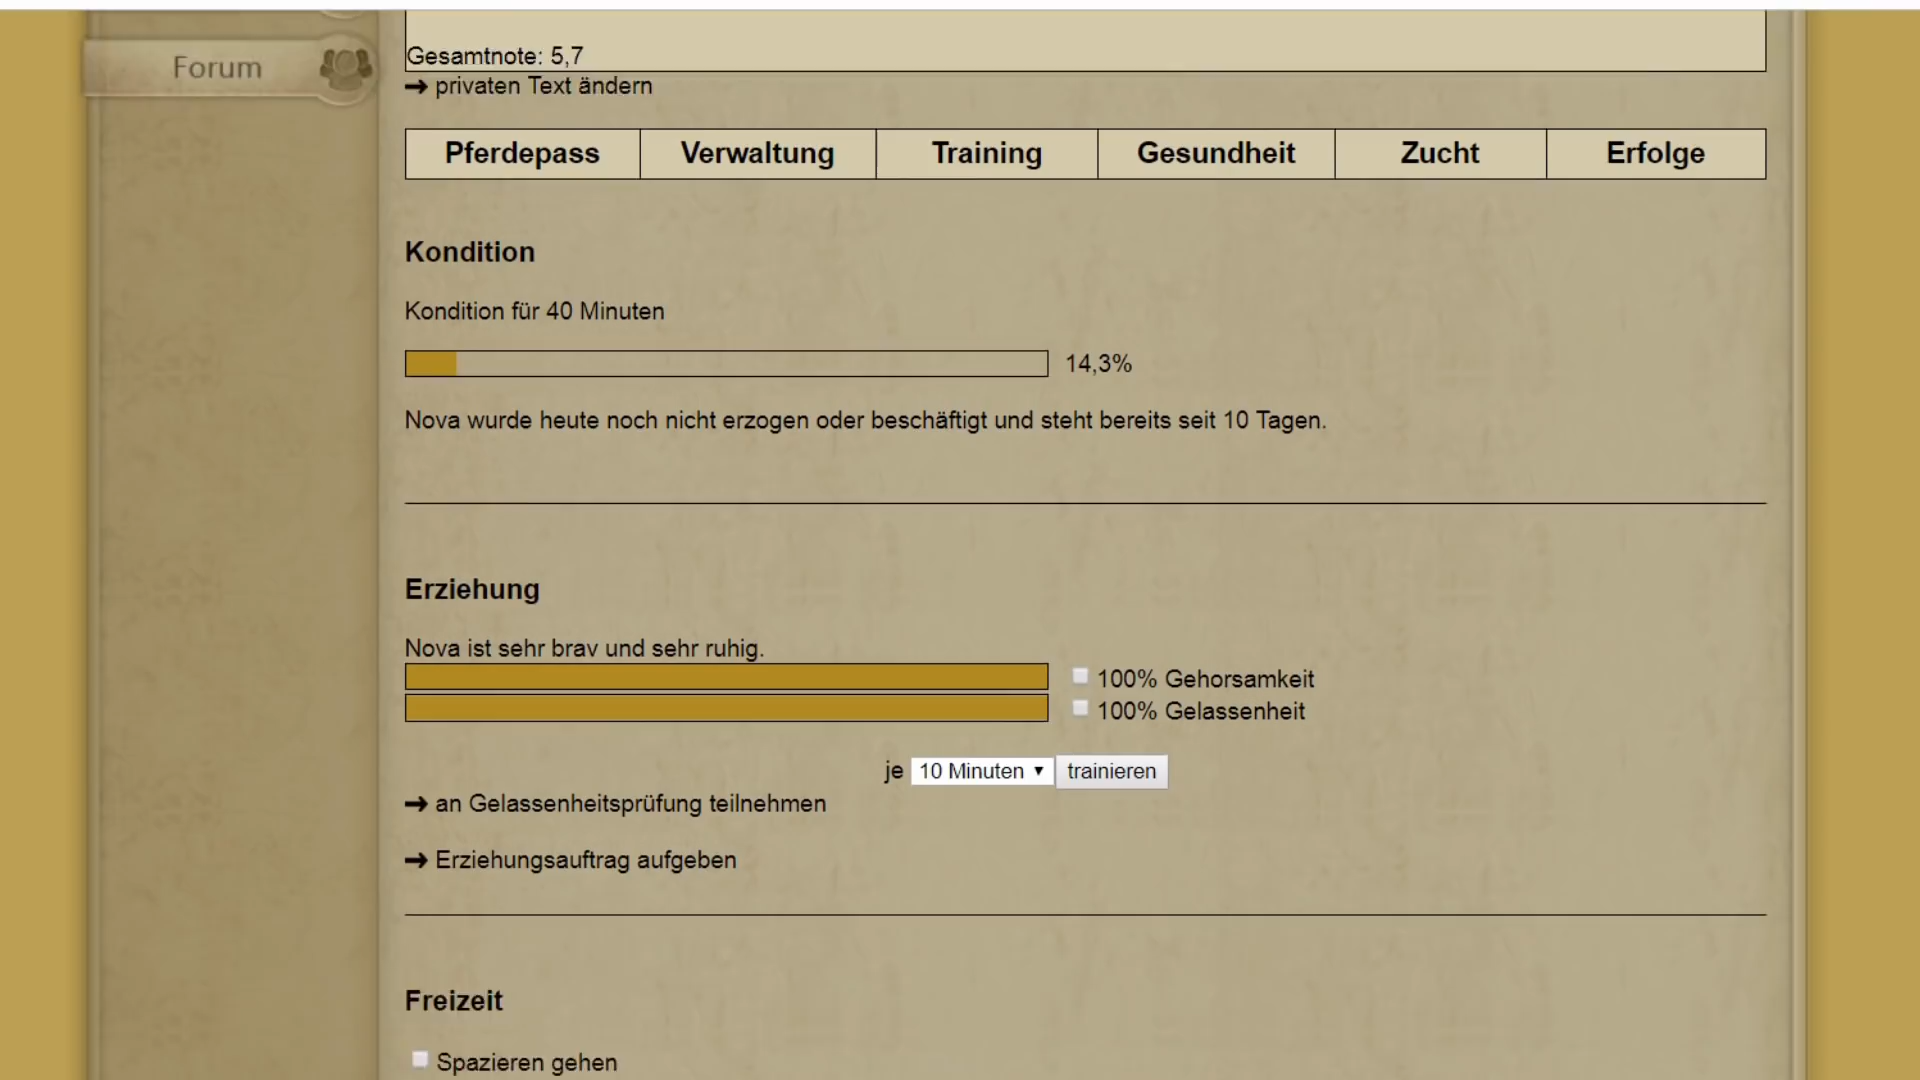 Forum
Gesamtnote: 5,7
➞ privaten Text ändern
Pferdepass Verwaltung Training Gesundheit Zucht Erfolge
Kondition
Kondition für 40 Minuten
14,3%
Nova wurde heute noch nicht erzogen oder beschäftigt und steht bereits seit 10 Tagen.
Erziehung
Nova ist sehr brav und sehr ruhig.
100% Gehorsamkeit
100% Gelassenheit
je 10 Minuten trainieren
➞ an Gelassenheitsprüfung teilnehmen
➞ Erziehungsauftrag aufgeben
Freizeit
Spazieren gehen